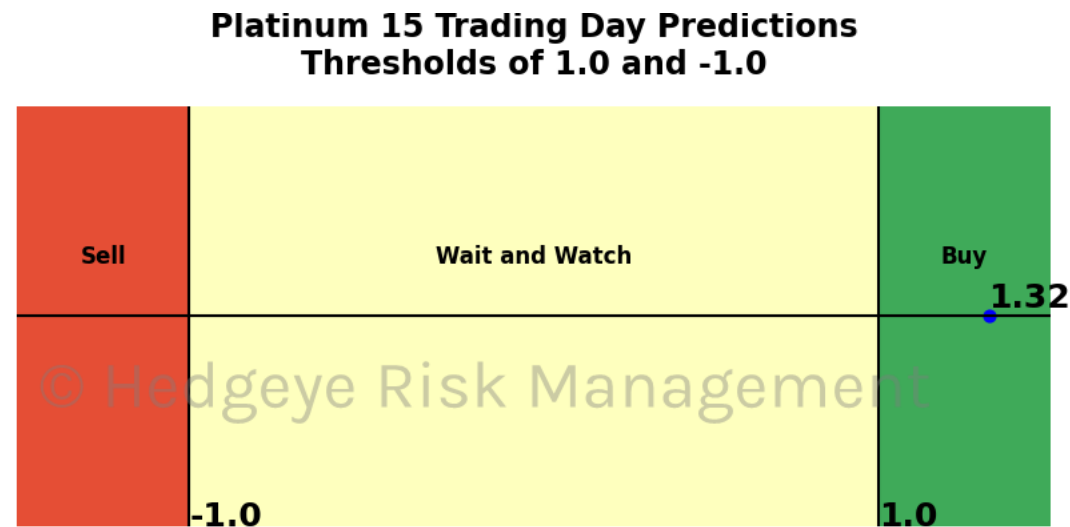 Platinum 15 Trading Day Predictions
Thresholds of 1.0 and -1.0
Sell
Wait and Watch
Buy
1.32
© Hedgeye Risk Management
-1.0
1.0